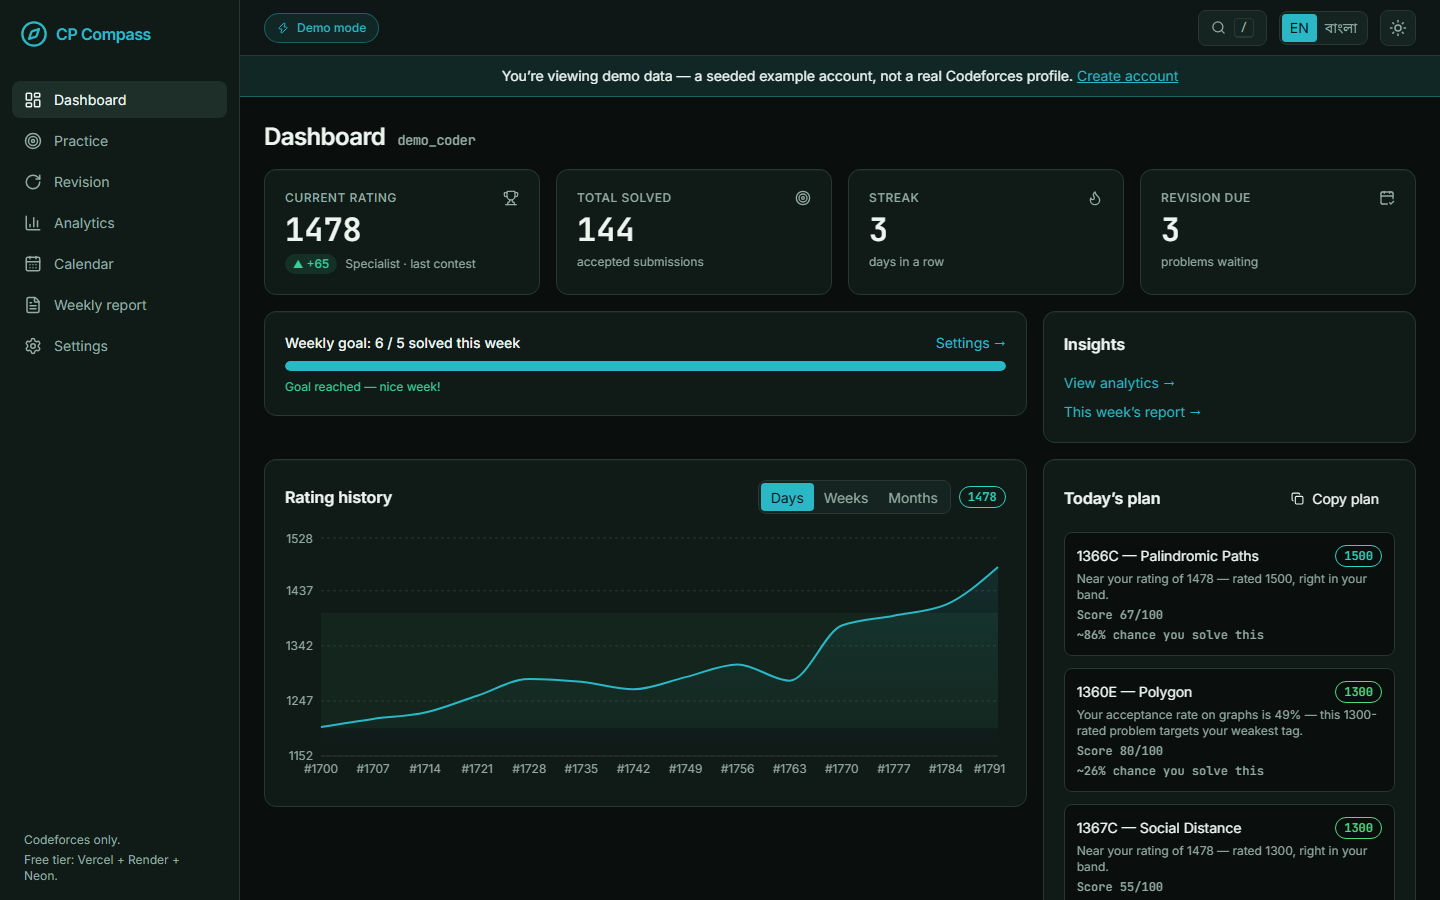 CP Compass
Dashboard
Practice
Revision
Analytics
Calendar
Weekly report
Settings
Codeforces only.
Free tier: Vercel + Render +
Neon.
Demo mode
/
EN
বাংলা
You’re viewing demo data — a seeded example account, not a real Codeforces profile. Create account
Dashboard demo_coder
CURRENT RATING
1478
▲ +65 Specialist · last contest
TOTAL SOLVED
144
accepted submissions
STREAK
3
days in a row
REVISION DUE
3
problems waiting
Weekly goal: 6 / 5 solved this week
Settings →
Goal reached — nice week!
Insights
View analytics →
This week’s report →
Rating history
Days Weeks Months
1478
1528
1437
1342
1247
1152
#1700 #1707 #1714 #1721 #1728 #1735 #1742 #1749 #1756 #1763 #1770 #1777 #1784 #1791
Today’s plan
Copy plan
1366C — Palindromic Paths
1500
Near your rating of 1478 — rated 1500, right in your
band.
Score 67/100
~86% chance you solve this
1360E — Polygon
1300
Your acceptance rate on graphs is 49% — this 1300-
rated problem targets your weakest tag.
Score 80/100
~26% chance you solve this
1367C — Social Distance
1300
Near your rating of 1478 — rated 1300, right in your
band.
Score 55/100